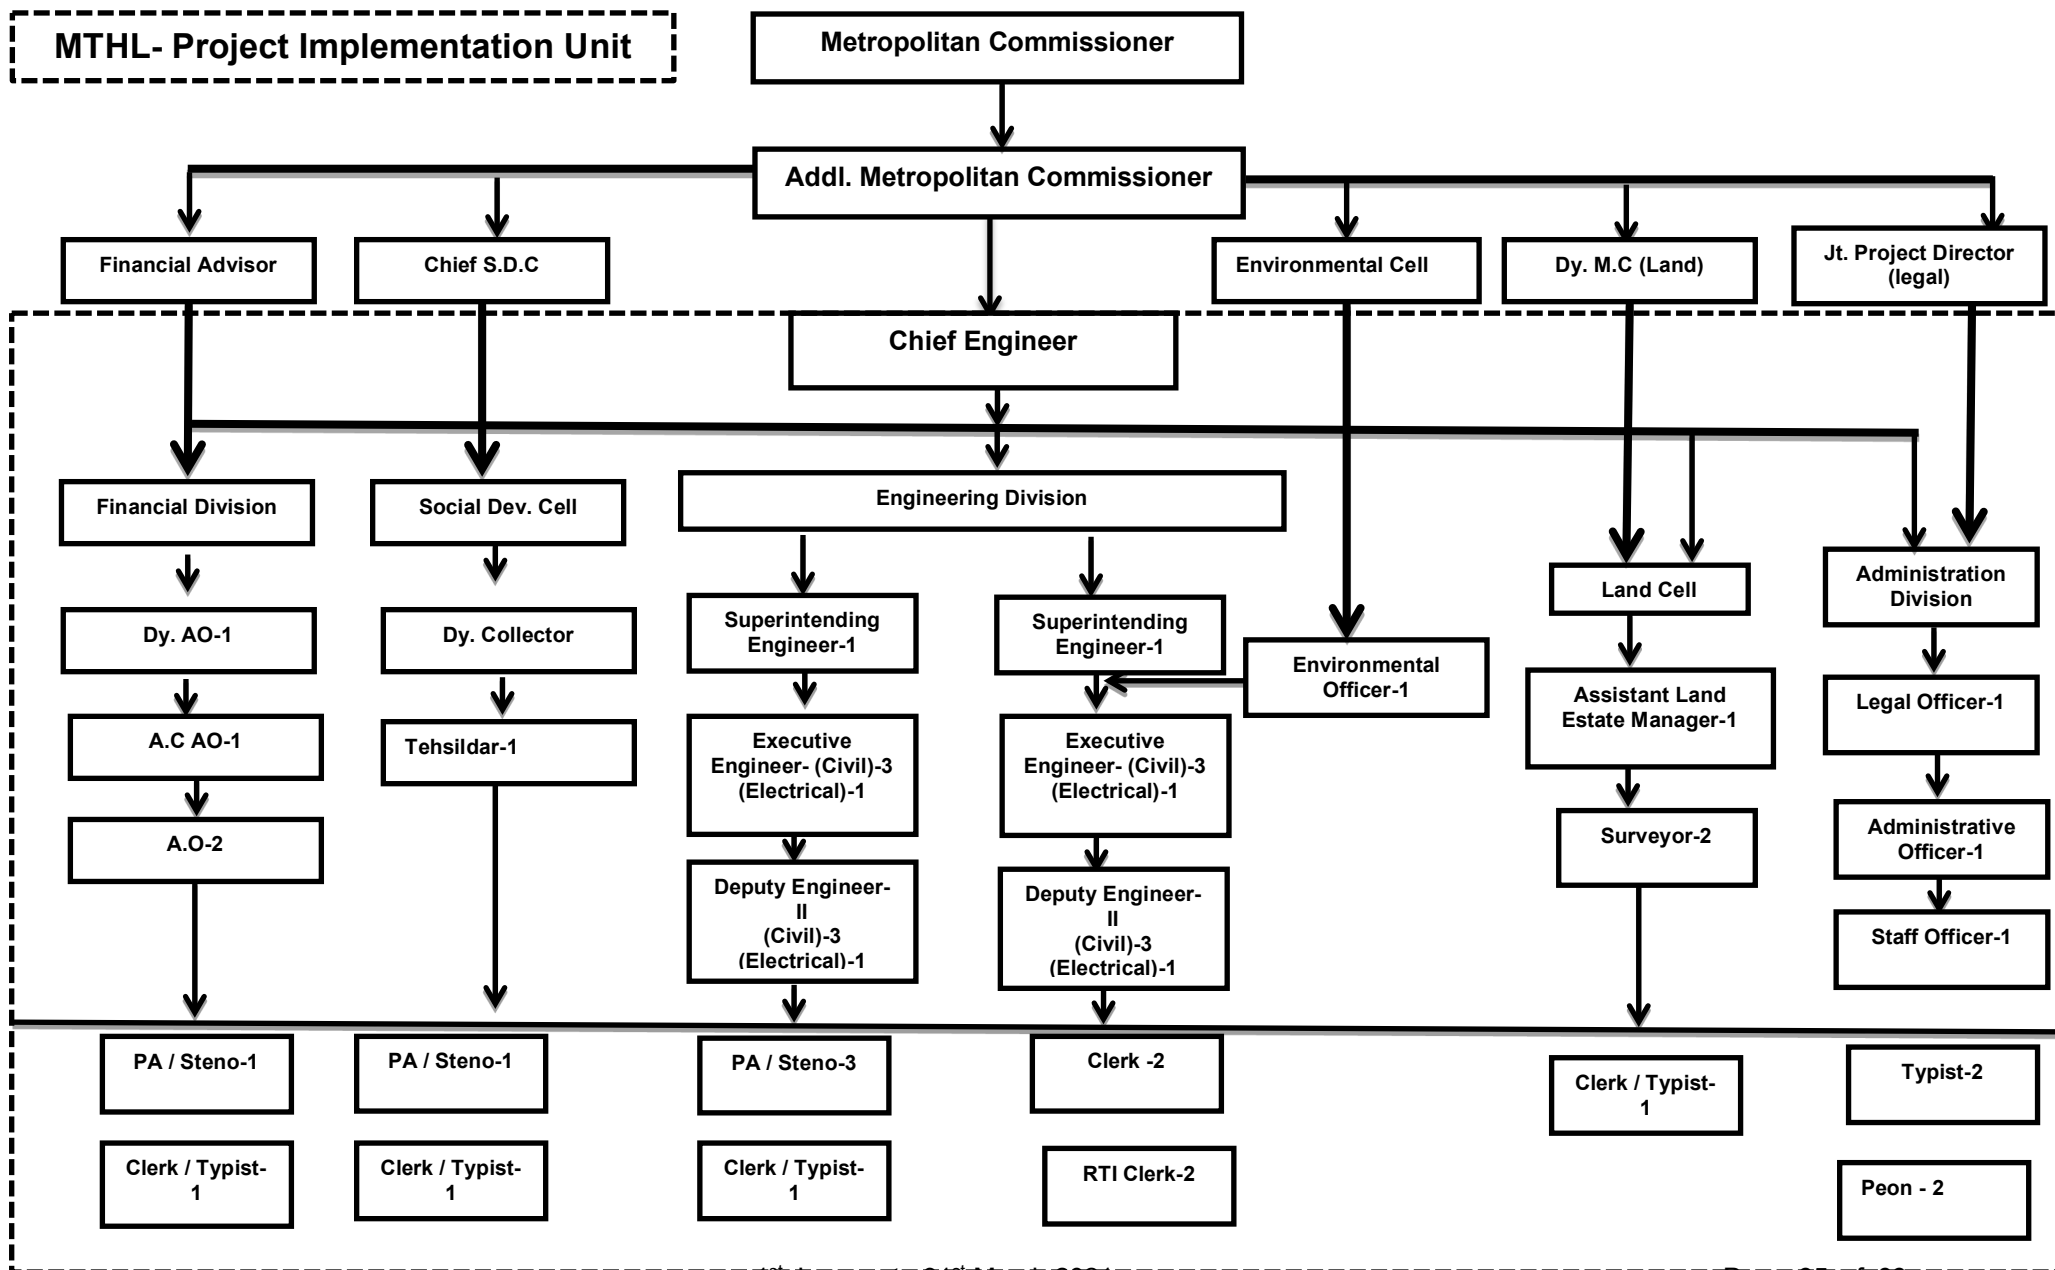 MTHL- Project Implementation Unit
Metropolitan Commissioner
Addl. Metropolitan Commissioner
Financial Advisor
Chief S.D.C
Environmental Cell
Dy. M.C (Land)
Jt. Project Director
(legal)
Chief Engineer
Financial Division
Social Dev. Cell
Engineering Division
Land Cell
Administration
Division
Dy. AO-1
Dy. Collector
Superintending
Engineer-1
Superintending
Engineer-1
Environmental
Officer-1
Assistant Land
Estate Manager-1
Legal Officer-1
A.C AO-1
Tehsildar-1
Executive
Engineer- (Civil)-3
(Electrical)-1
Executive
Engineer- (Civil)-3
(Electrical)-1
Surveyor-2
Administrative
Officer-1
A.O-2
Deputy Engineer-
II
(Civil)-3
(Electrical)-1
Deputy Engineer-
II
(Civil)-3
(Electrical)-1
Staff Officer-1
PA / Steno-1
PA / Steno-1
PA / Steno-3
Clerk -2
Clerk / Typist-
1
Typist-2
Clerk / Typist-
1
Clerk / Typist-
1
Clerk / Typist-
1
RTI Clerk-2
Peon - 2